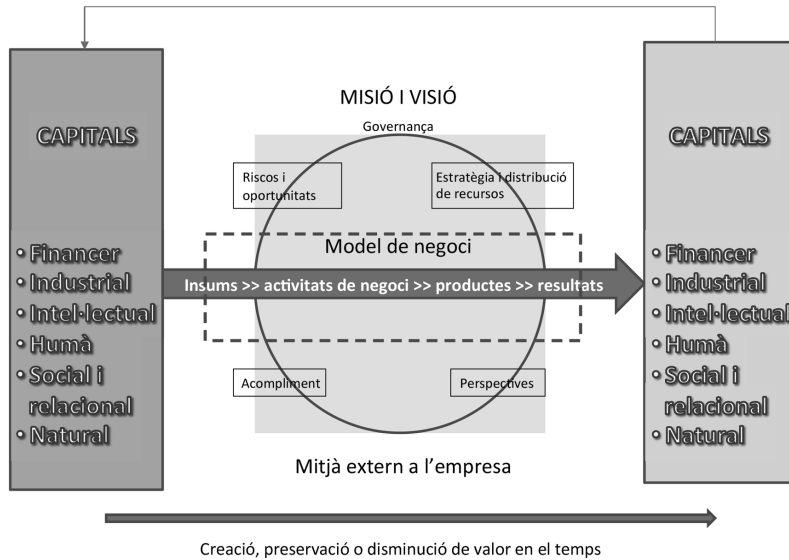 CAPITALS
• Financer
• Industrial
• Intel·lectual
• Humà
• Social i
relacional
• Natural
MISIÓ I VISIÓ
Governança
Riscos i
oportunitats
Estratègia i distribució
de recursos
Model de negoci
Insums >> activitats de negoci >> productes >> resultats
Acompliment
Perspectives
Mitjà extern a l’empresa
CAPITALS
• Financer
• Industrial
• Intel·lectual
• Humà
• Social i
relacional
• Natural
Creació, preservació o disminució de valor en el temps